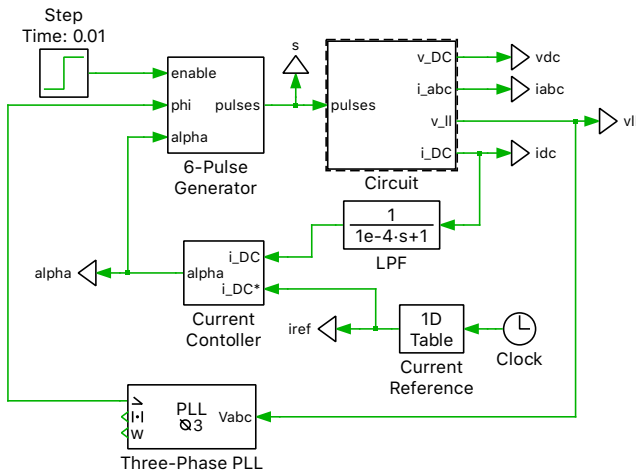 Step
Time: 0.01
s
enable
phi
alpha
pulses
6-Pulse
Generator
pulses
v_DC
i_abc
v_ll
i_DC
Circuit
vdc
iabc
vll
idc
1
1e-4·s+1
LPF
alpha
alpha
i_DC
i_DC*
Current
Contoller
iref
1D
Table
Current
Reference
Clock
|•|
w
PLL
3
Vabc
Three-Phase PLL